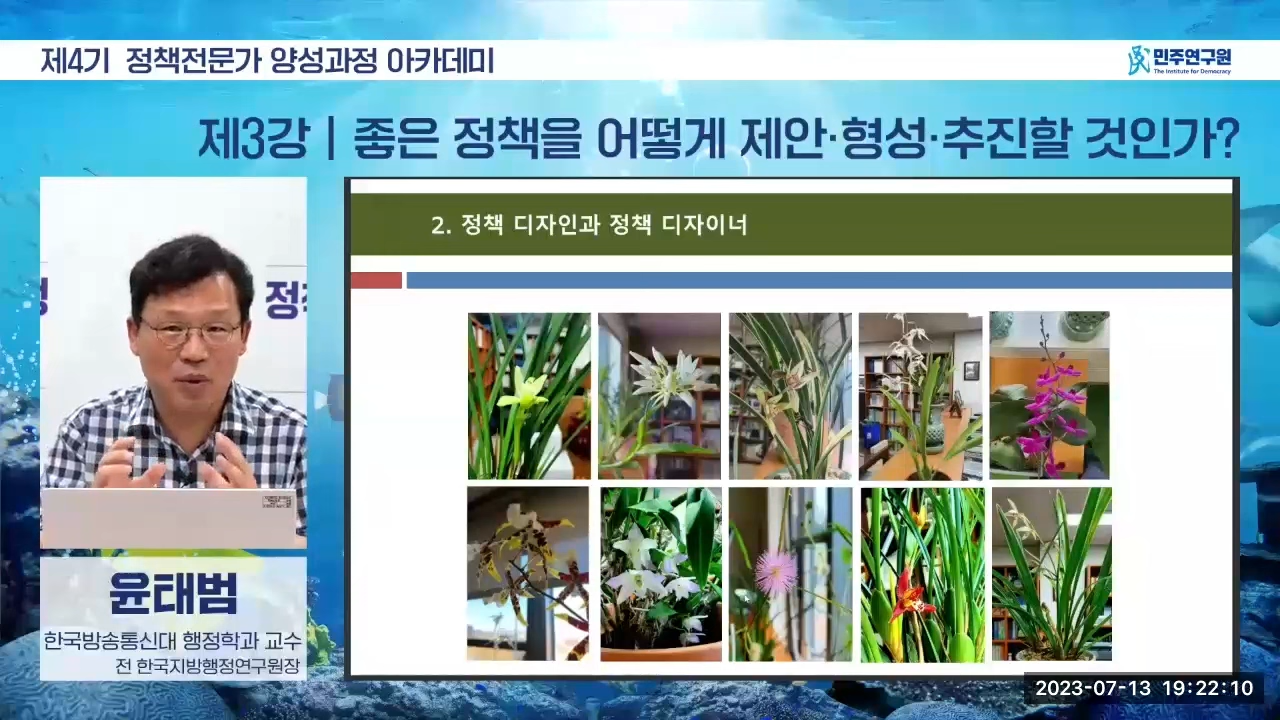 제4기 정책전문가 양성과정 아카데미
민주연구원
The Institute for Democracy
제3강 | 좋은 정책을 어떻게 제안·형성·추진할 것인가?
2. 정책 디자인과 정책 디자이너
윤태범
한국방송통신대 행정학과 교수
전 한국지방행정연구원장
2023-07-13 19:22:10